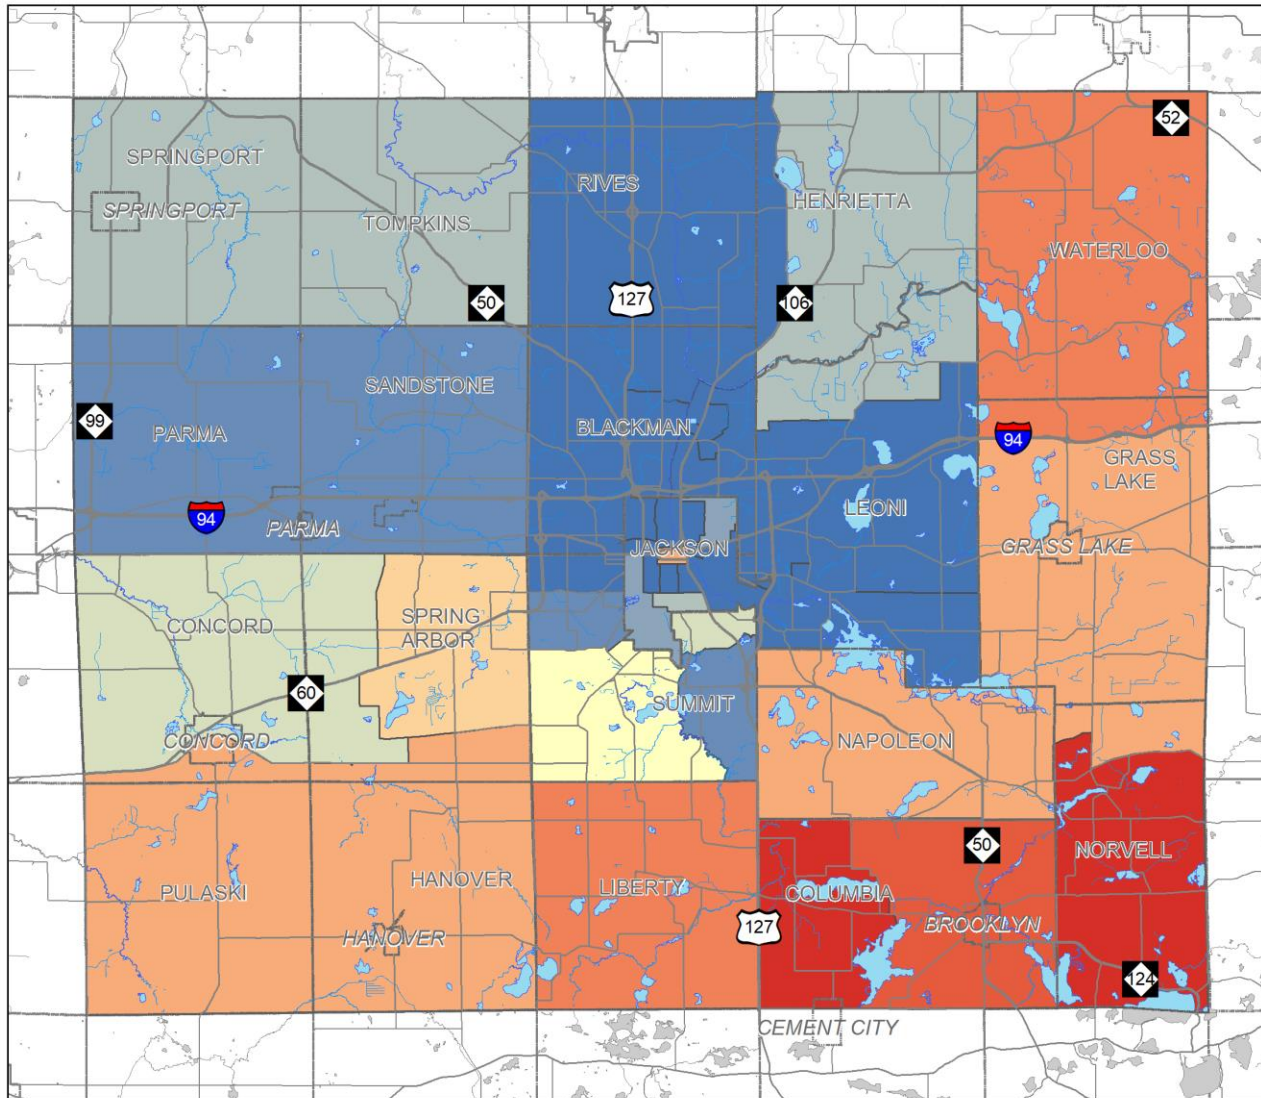 52
SPRINGPORT
RIVES
HENRIETTA
SPRINGPORT
TOMPKINS
WATERLOO
50
127
106
SANDSTONE
99
PARMA
BLACKMAN
94
GRASS
LAKE
94
PARMA
LEONI
JACKSON
GRASS LAKE
CONCORD
SPRING
ARBOR
60
SUMMIT
CONCORD
NAPOLEON
50
NORVELL
PULASKI
HANOVER
LIBERTY
COLUMBIA
HANOVER
127
BROOKLYN
124
CEMENT CITY